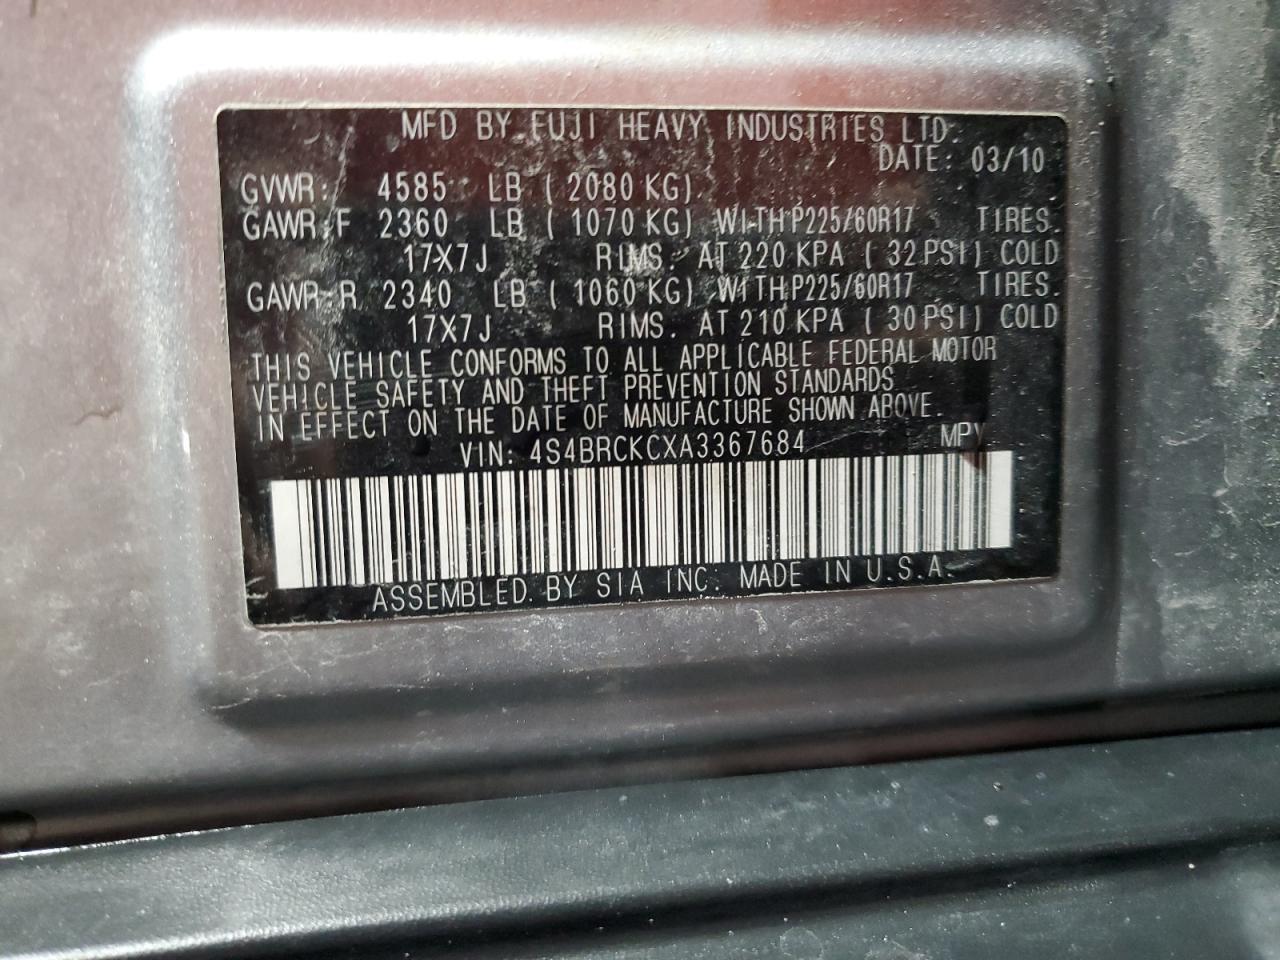 MFD BY FUJI HEAVY INDUSTRIES LTD.
DATE: 03/10
GVWR: 4585 LB ( 2080 KG)
GAWR:F 2360 LB ( 1070 KG) WITH P225/60R17 TIRES.
17X7J RIMS. AT 220 KPA ( 32 PSI) COLD
GAWR:R 2340 LB ( 1060 KG) WITH P225/60R17 TIRES.
17X7J RIMS. AT 210 KPA ( 30 PSI) COLD
THIS VEHICLE CONFORMS TO ALL APPLICABLE FEDERAL MOTOR
VEHICLE SAFETY AND THEFT PREVENTION STANDARDS
IN EFFECT ON THE DATE OF MANUFACTURE SHOWN ABOVE.
VIN: 4S4BRCKCXA3367684 MPV
ASSEMBLED BY SIA INC. MADE IN U.S.A.